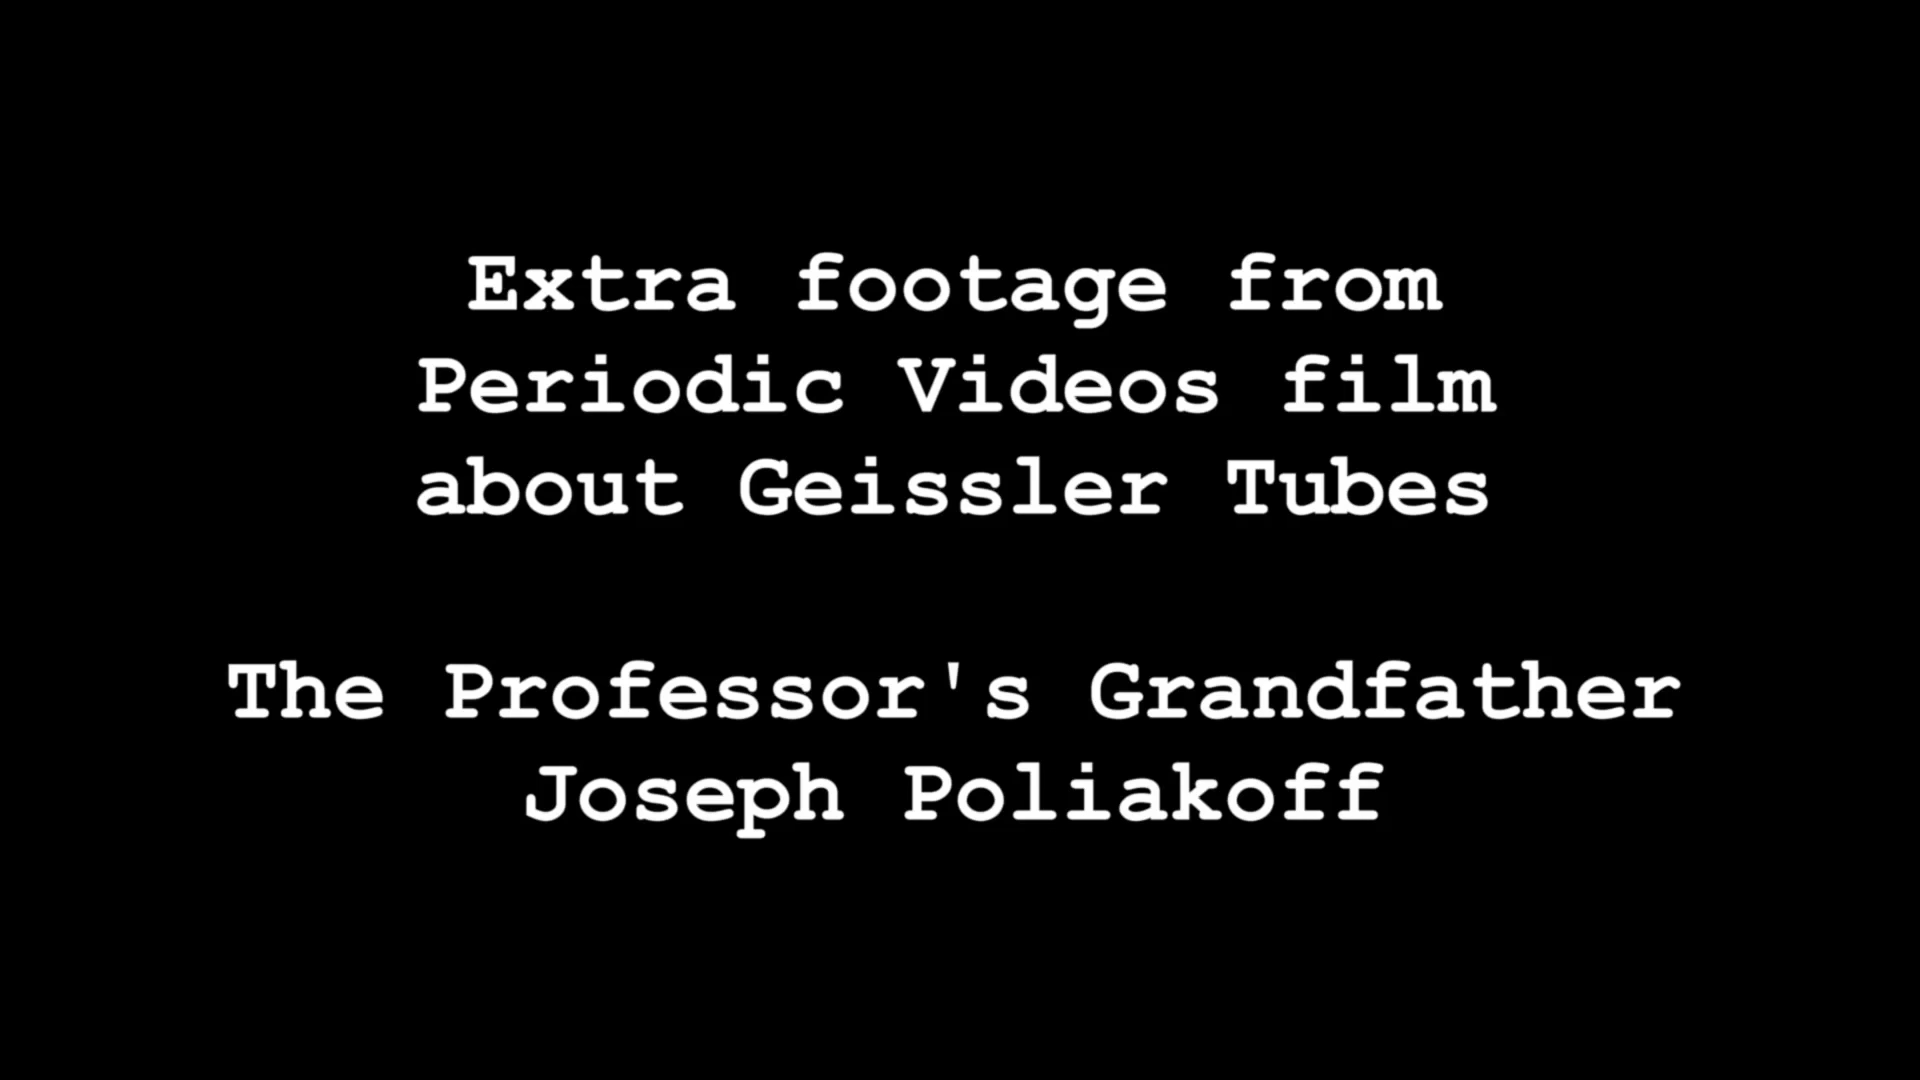 Extra footage from
Periodic Videos film
about Geissler Tubes
The Professor's Grandfather
Joseph Poliakoff